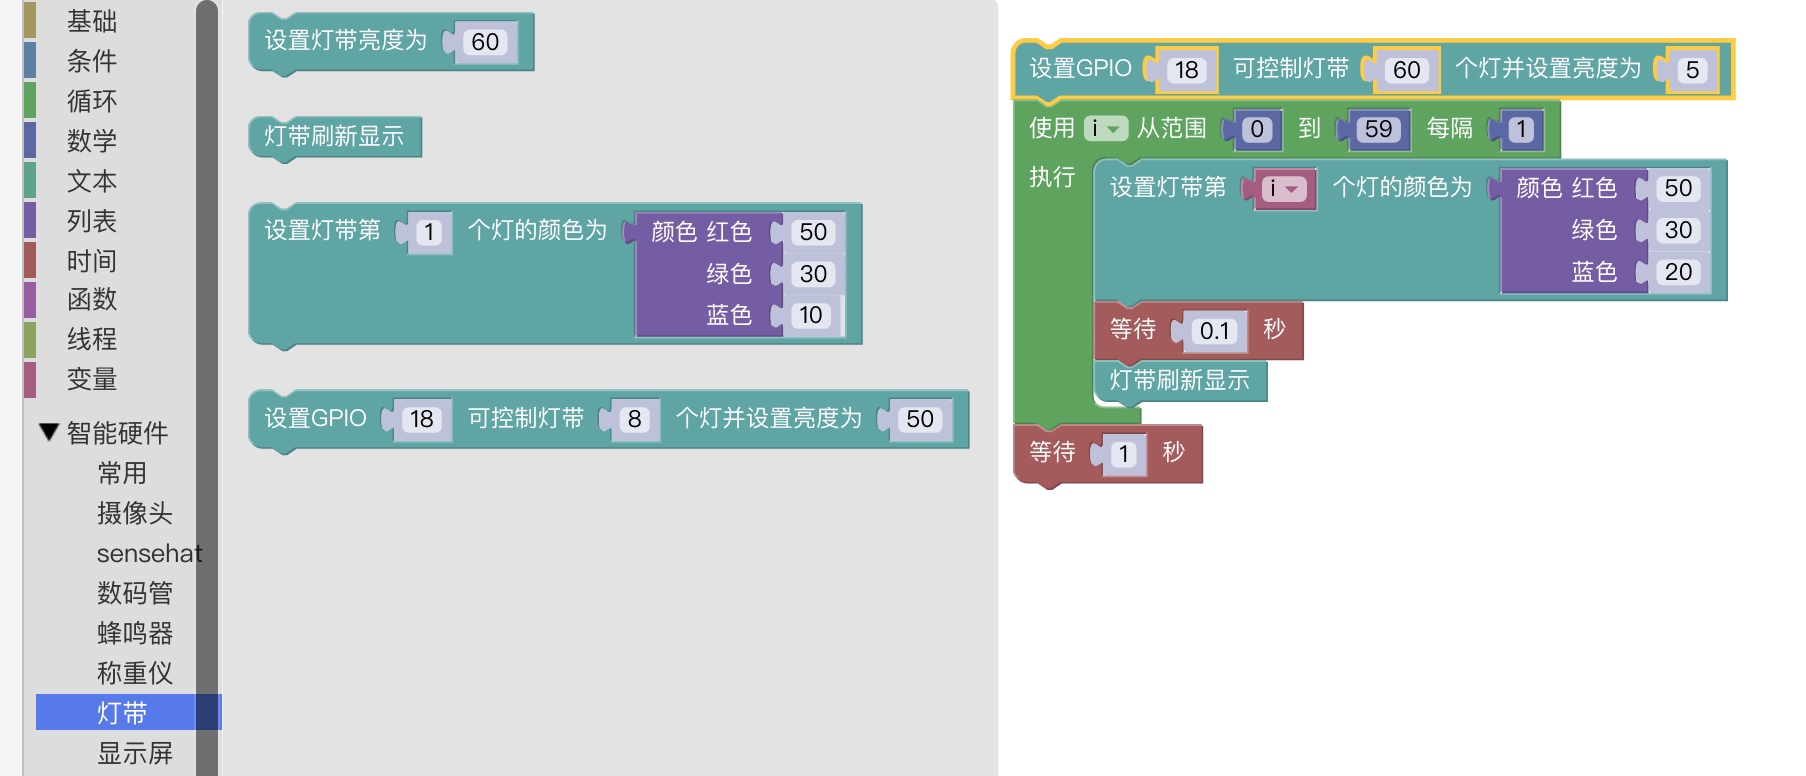 基础
条件
循环
数学
文本
列表
时间
函数
线程
变量
智能硬件
常用
摄像头
sensehat
数码管
蜂鸣器
称重仪
灯带
显示屏
设置灯带亮度为 60
灯带刷新显示
设置灯带第 1 个灯的颜色为 颜色 红色 50
绿色 30
蓝色 10
设置GPIO 18 可控制灯带 8 个灯并设置亮度为 50
设置GPIO 18 可控制灯带 60 个灯并设置亮度为 5
使用 i 从范围 0 到 59 每隔 1
执行 设置灯带第 i 个灯的颜色为 颜色 红色 50
绿色 30
蓝色 20
等待 0.1 秒
灯带刷新显示
等待 1 秒